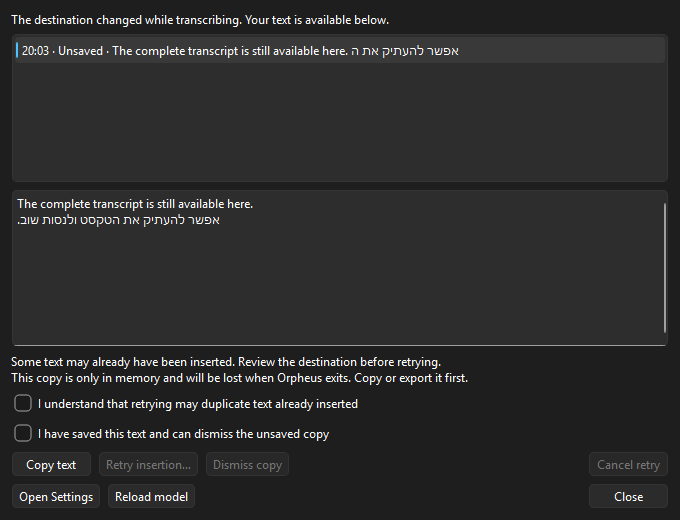 The destination changed while transcribing. Your text is available below.
20:03 · Unsaved · The complete transcript is still available here. אפשר להעתיק את ה
The complete transcript is still available here.
אפשר להעתיק את הטקסט ולנסות שוב.
Some text may already have been inserted. Review the destination before retrying.
This copy is only in memory and will be lost when Orpheus exits. Copy or export it first.
I understand that retrying may duplicate text already inserted
I have saved this text and can dismiss the unsaved copy
Copy text Retry insertion... Dismiss copy Cancel retry
Open Settings Reload model Close